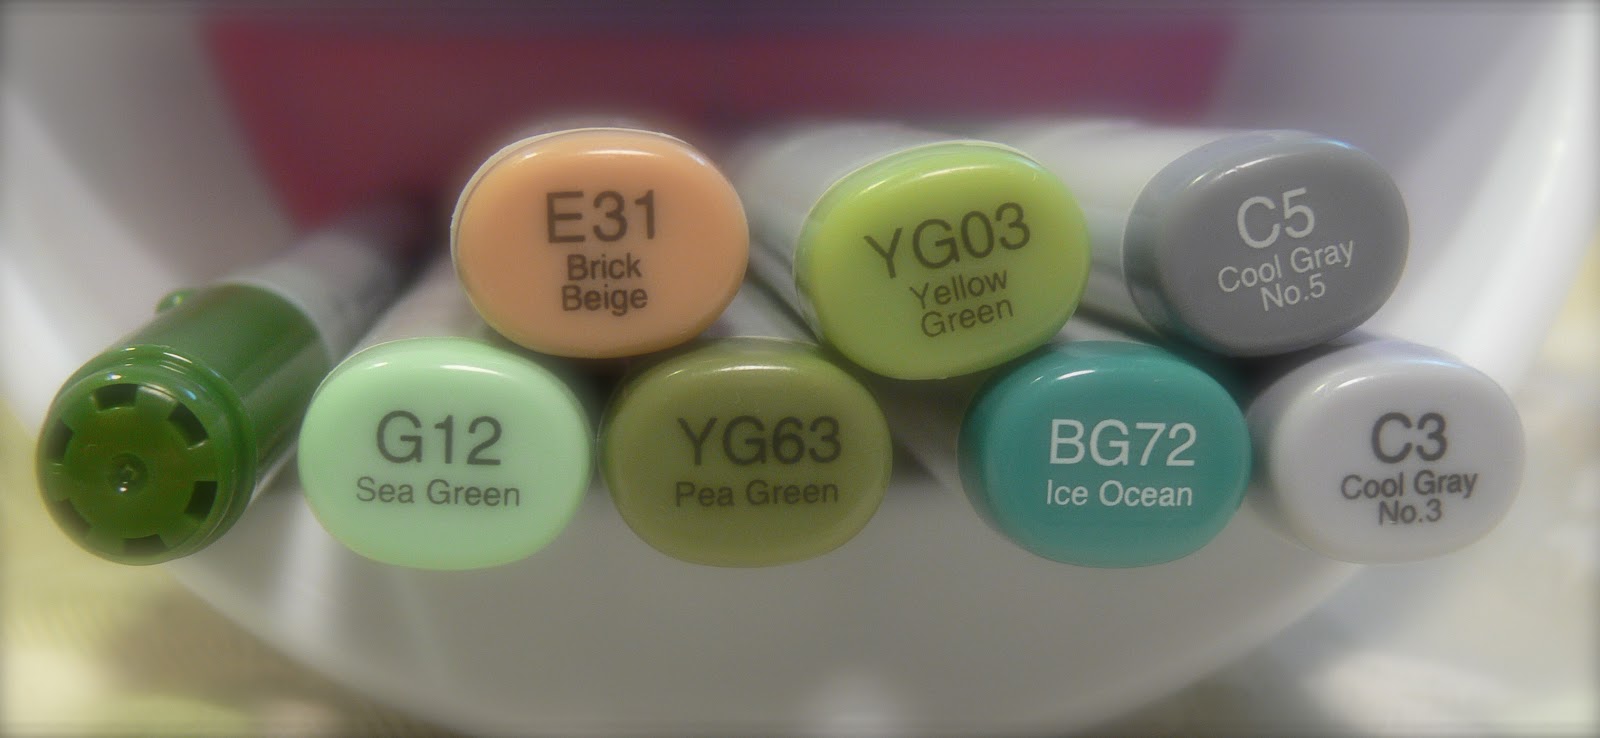 E31
Brick
Beige
YG03
Yellow
Green
C5
Cool Gray
No.5
G12
Sea Green
YG63
Pea Green
BG72
Ice Ocean
C3
Cool Gray
No.3